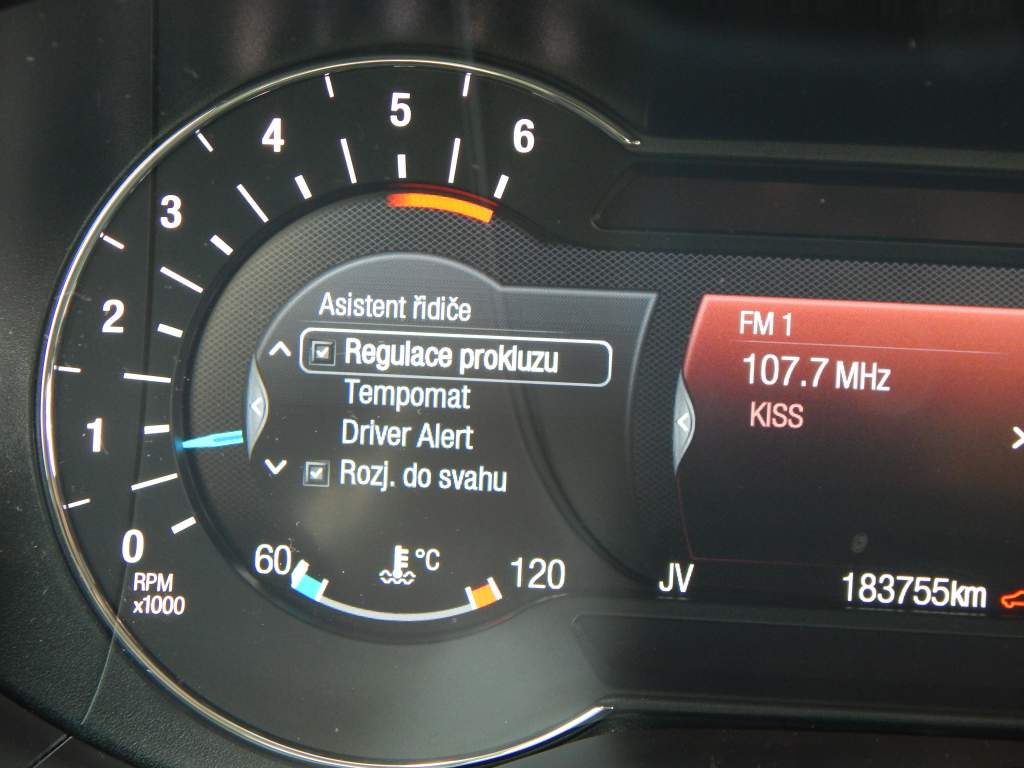 6
5
4
3
2
1
0
RPM
x1000
Asistent řidiče
Regulace prokluzu
Tempomat
Driver Alert
Rozj. do svahu
60
°C
120
FM 1
107.7 MHz
KISS
JV
183755km